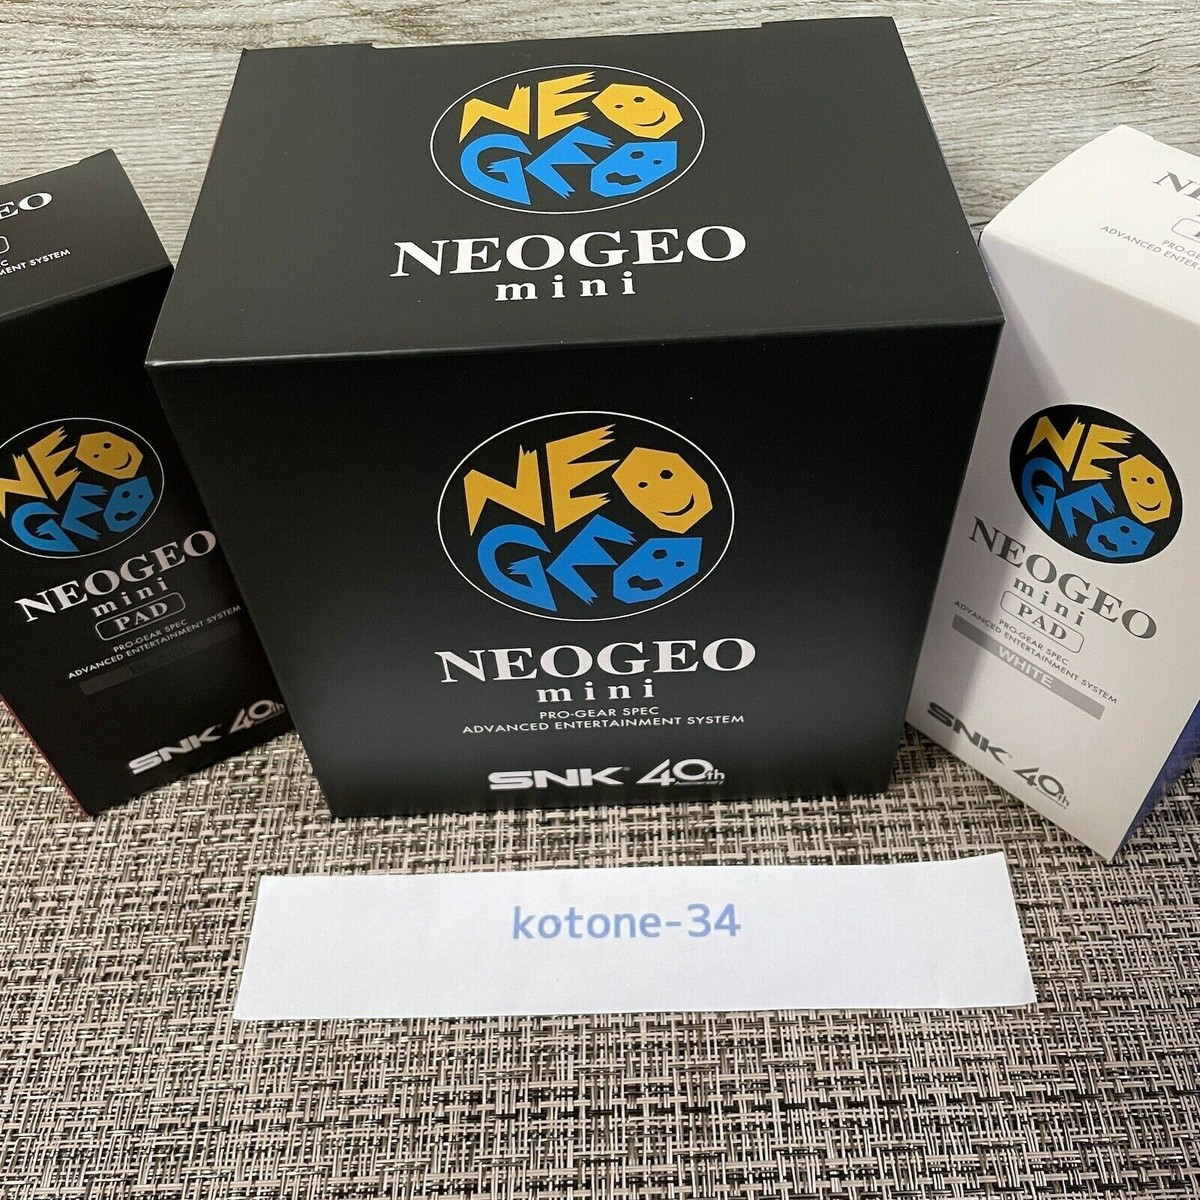 NEO
GEO
NEOGEO
mini
NEO
GEO
NEOGEO
mini
PRO-GEAR SPEC
ADVANCED ENTERTAINMENT SYSTEM
SNK 40th
ANNIVERSARY
SYSTEM
NEO
GEO
NEOGEO
mini
PAD
PRO-GEAR SPEC
ADVANCED ENTERTAINMENT SYSTEM
SNK 40th
ADVANCED
NEO
GEO
NEOGEO
mini
PAD
PRO-GEAR SPEC
ADVANCED ENTERTAINMENT SYSTEM
WHITE
SNK 40th
kotone-34